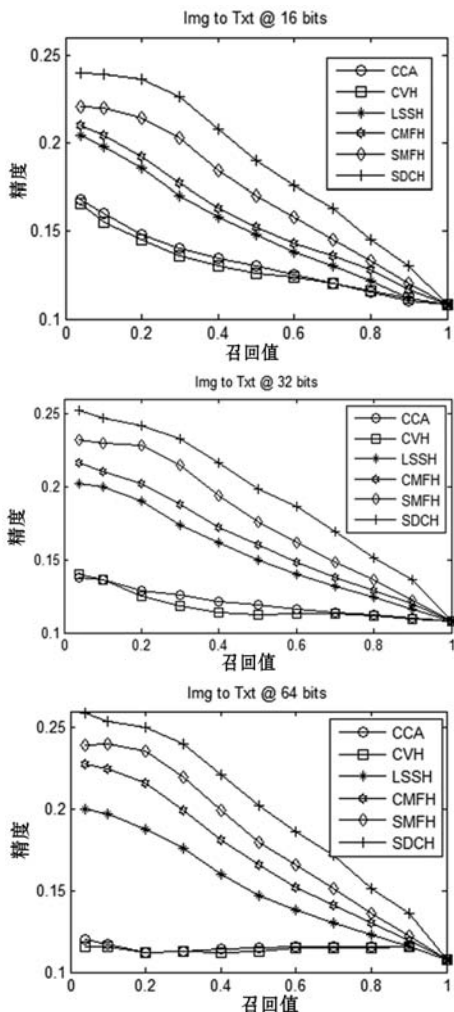 Img to Txt @ 16 bits
0.25
0.2
0.15
0.1
精度
CCA
CVH
LSSH
CMFH
SMFH
SDCH
0 0.2 0.4 0.6 0.8 1
召回值
Img to Txt @ 32 bits
0.25
0.2
0.15
0.1
精度
CCA
CVH
LSSH
CMFH
SMFH
SDCH
0 0.2 0.4 0.6 0.8 1
召回值
Img to Txt @ 64 bits
0.25
0.2
0.15
0.1
精度
CCA
CVH
LSSH
CMFH
SMFH
SDCH
0 0.2 0.4 0.6 0.8 1
召回值